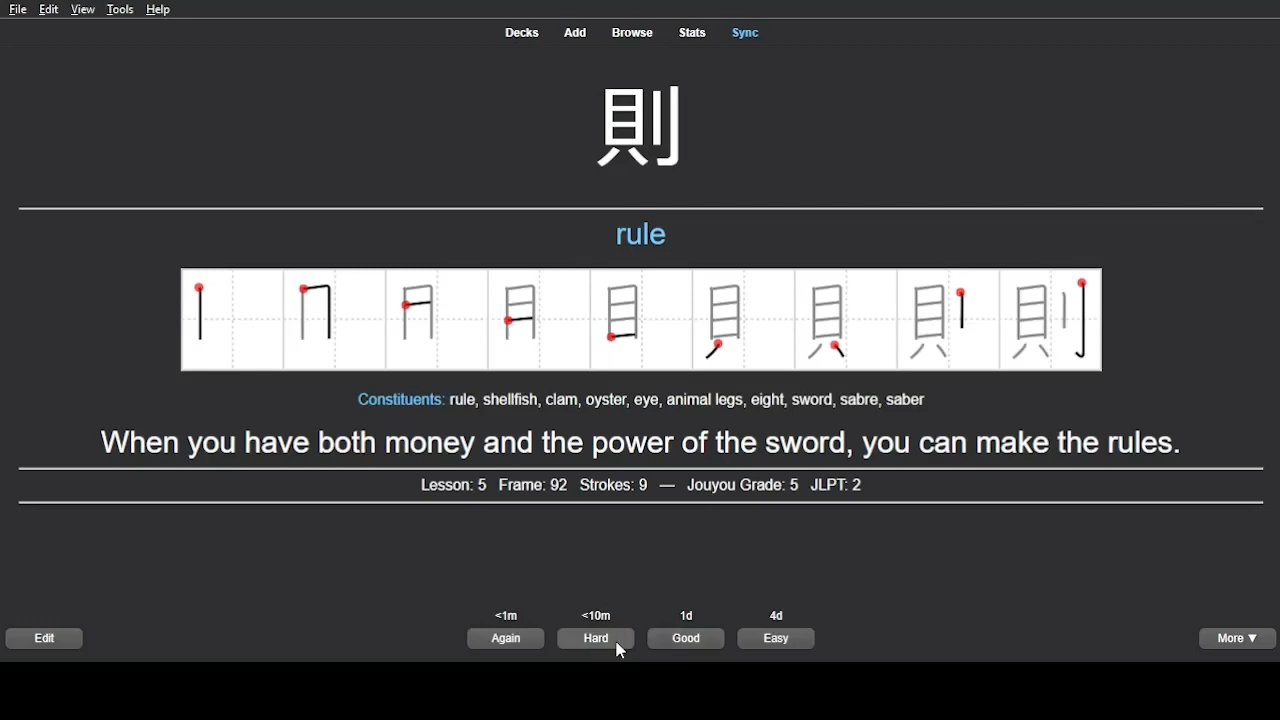 File Edit View Tools Help
Decks Add Browse Stats Sync
則
rule
Constituents: rule, shellfish, clam, oyster, eye, animal legs, eight, sword, sabre, saber
When you have both money and the power of the sword, you can make the rules.
Lesson: 5 Frame: 92 Strokes: 9 — Jouyou Grade: 5 JLPT: 2
<1m <10m 1d 4d
Edit Again Hard Good Easy More ▼